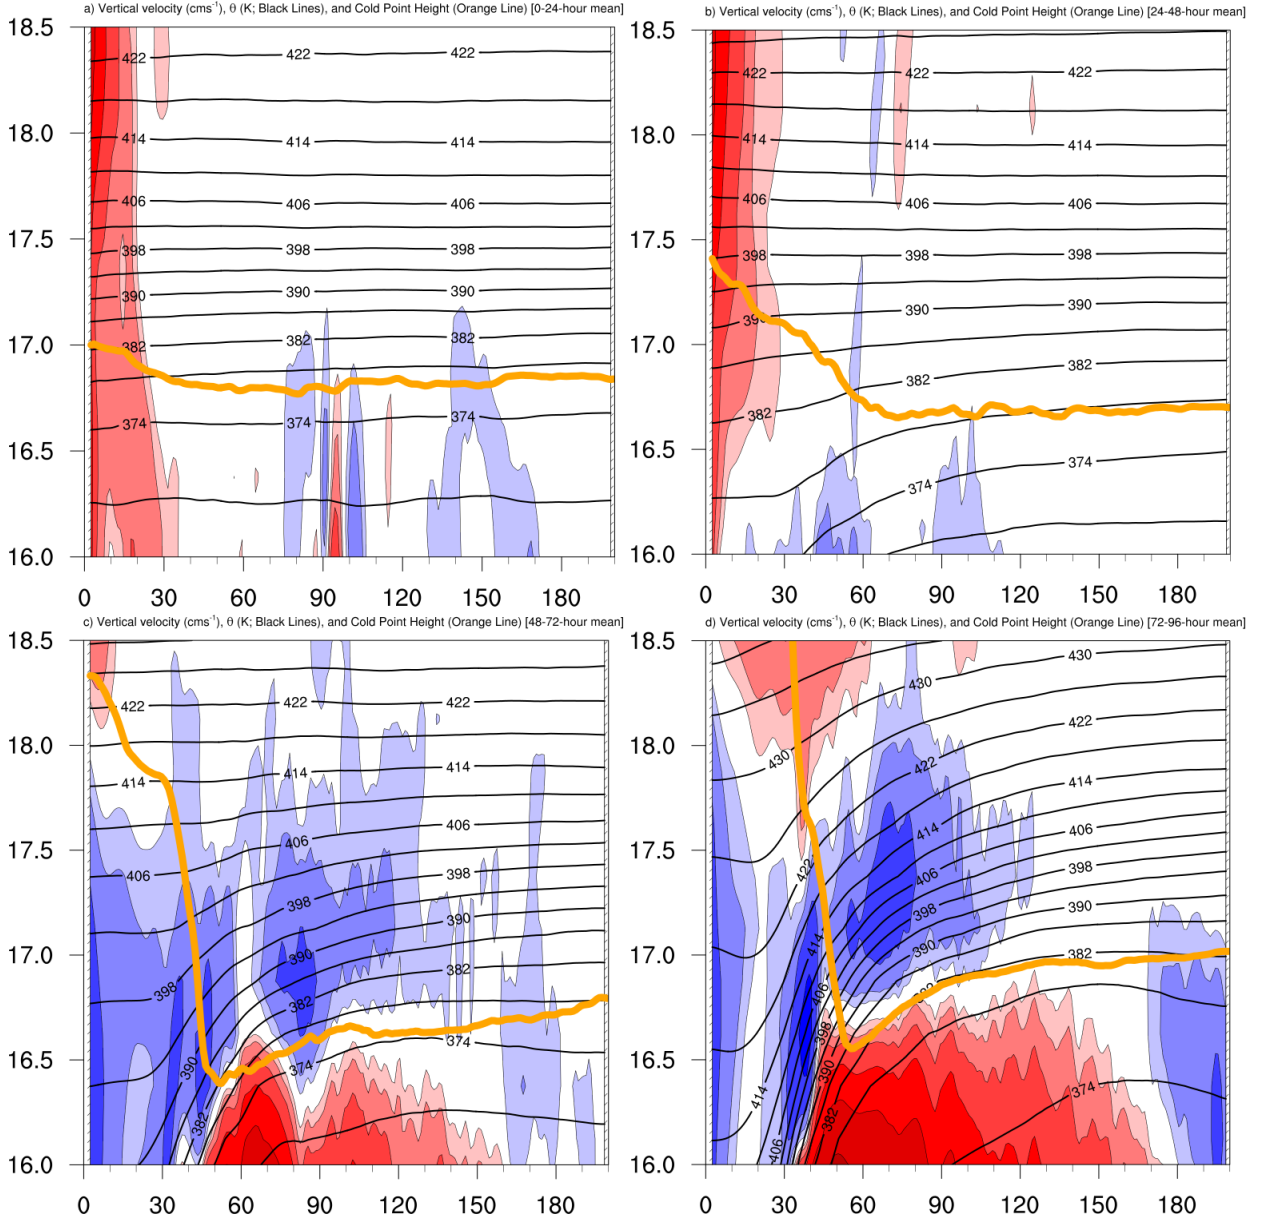 a) Vertical velocity (cms⁻¹), θ (K; Black Lines), and Cold Point Height (Orange Line) [0-24-hour mean]
18.5
18.0
17.5
17.0
16.5
16.0
422 422 422
414 414 414
406 406 406
398 398 398
390 390 390
382 382 382
374 374 374
0 30 60 90 120 150 180
b) Vertical velocity (cms⁻¹), θ (K; Black Lines), and Cold Point Height (Orange Line) [24-48-hour mean]
18.5
18.0
17.5
17.0
16.5
16.0
422 422 422
414 414 414
406 406 406
398 398 398
390 390 390
382 382 382
374 374
0 30 60 90 120 150 180
c) Vertical velocity (cms⁻¹), θ (K; Black Lines), and Cold Point Height (Orange Line) [48-72-hour mean]
18.5
18.0
17.5
17.0
16.5
16.0
422 422 422
414 414 414
406 406 406
398 398 398
390 390 390
382 382 382
374 374
0 30 60 90 120 150 180
d) Vertical velocity (cms⁻¹), θ (K; Black Lines), and Cold Point Height (Orange Line) [72-96-hour mean]
18.5
18.0
17.5
17.0
16.5
16.0
430 430 430
422 422 422
414 414 414 414
406 406 406 406
398 398 398
390 390 390
382 382 382
374
0 30 60 90 120 150 180